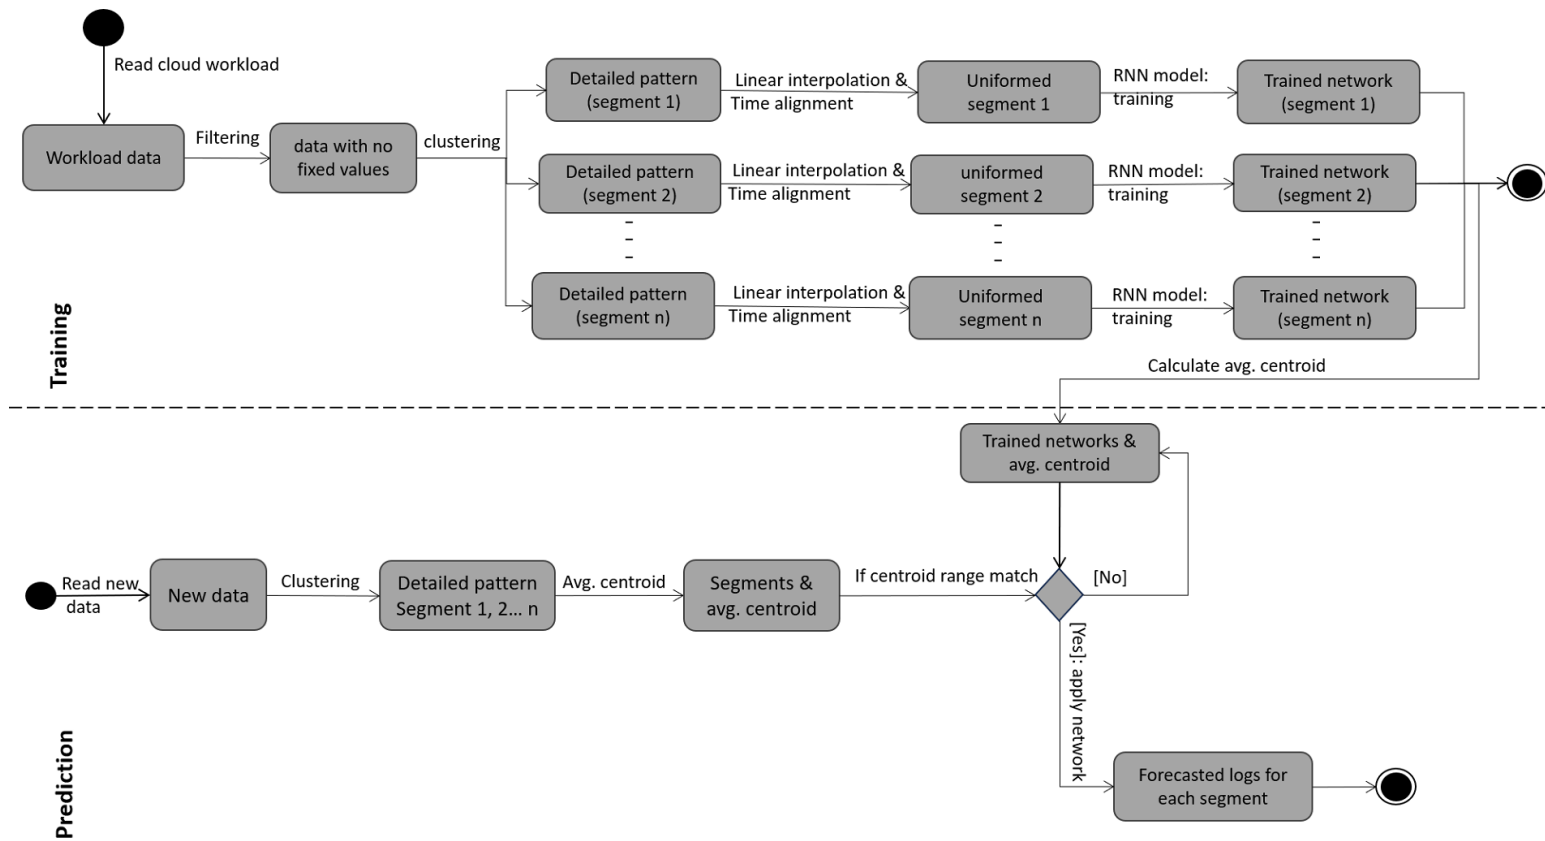 Read cloud workload
Workload data
Filtering
data with no
fixed values
clustering
Detailed pattern
(segment 1)
Linear interpolation &
Time alignment
Uniformed
segment 1
RNN model:
training
Trained network
(segment 1)
Detailed pattern
(segment 2)
Linear interpolation &
Time alignment
uniformed
segment 2
RNN model:
training
Trained network
(segment 2)
Detailed pattern
(segment n)
Linear interpolation &
Time alignment
Uniformed
segment n
RNN model:
training
Trained network
(segment n)
Training
Calculate avg. centroid
Trained networks &
avg. centroid
Read new
data
New data
Clustering
Detailed pattern
Segment 1, 2... n
Avg. centroid
Segments &
avg. centroid
If centroid range match
[No]
[Yes]: apply network
Forecasted logs for
each segment
Prediction